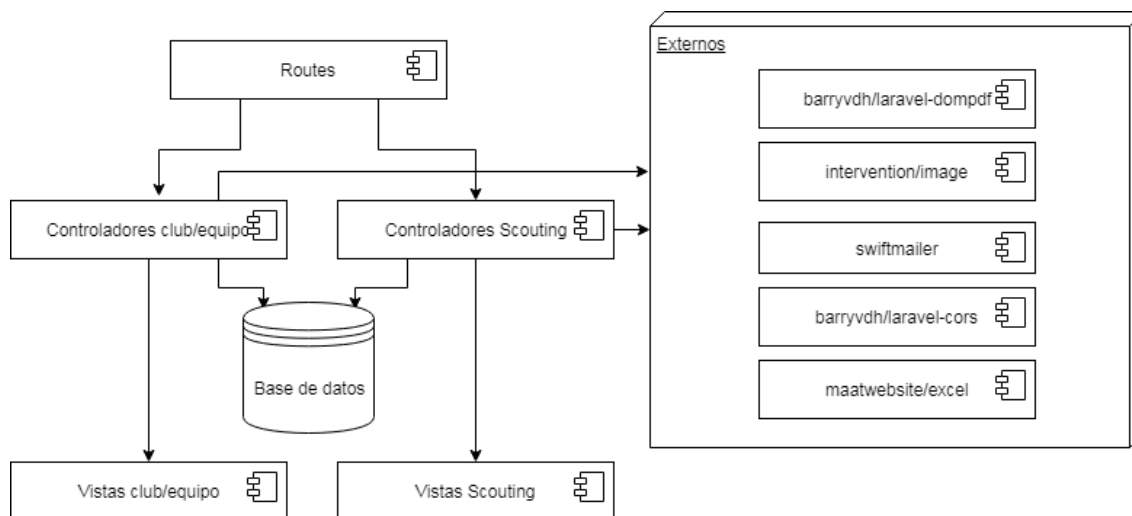 Routes
Externos
barryvdh/laravel-dompdf
intervention/image
Controladores club/equipo
Controladores Scouting
swiftmailer
barryvdh/laravel-cors
Base de datos
maatwebsite/excel
Vistas club/equipo
Vistas Scouting